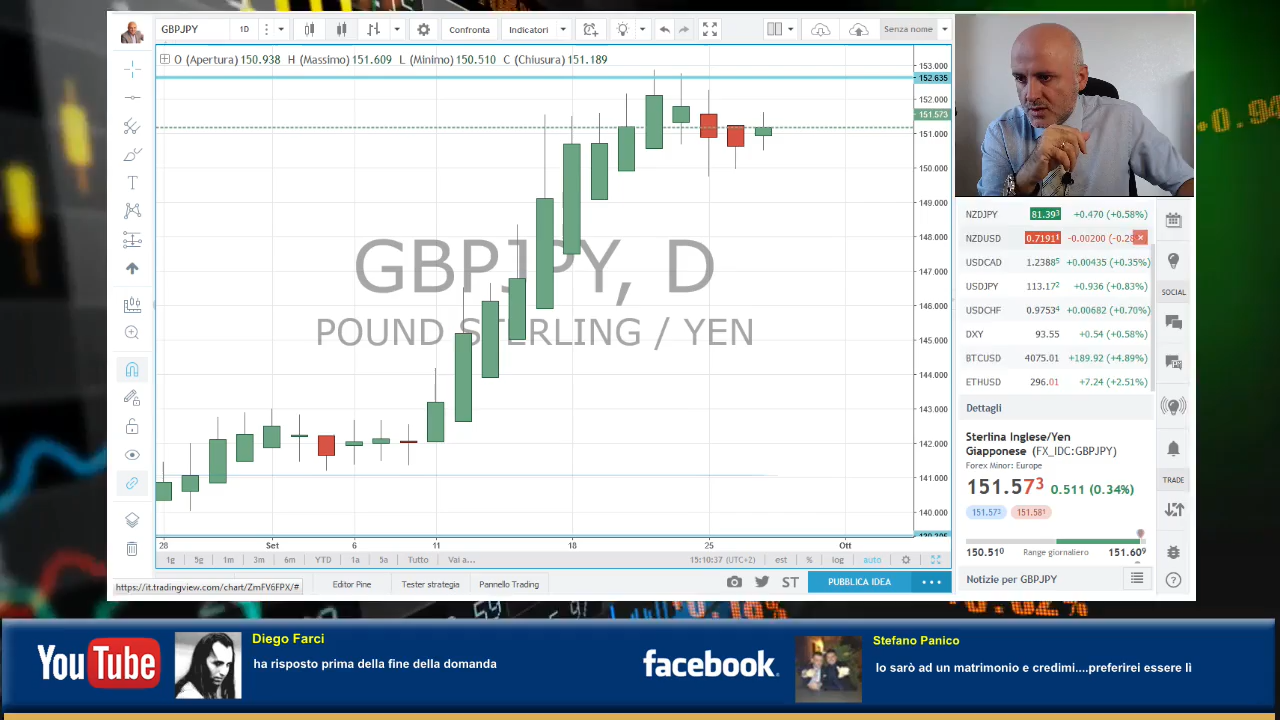 GBPJPY
1D
Confronta
Indicatori
Senza nome
O (Apertura) 150.938 H (Massimo) 151.609 L (Minimo) 150.510 C (Chiusura) 151.189
153.000
152.635
152.000
151.573
151.000
150.000
149.000
148.000
147.000
146.000
145.000
144.000
143.000
142.000
141.000
140.000
GBPJPY, D
POUND STERLING / YEN
28
Set
6
11
18
25
Ott
1g
5g
1m
3m
6m
YTD
1a
5a
Tutto
Vai a...
15:10:37 (UTC+2)
est
%
log
auto
https://it.tradingview.com/chart/ZmFV6FPX/#
Editor Pine
Tester strategia
Pannello Trading
ST
PUBBLICA IDEA
NZDJPY 81.393 +0.470 (+0.58%)
NZDUSD 0.71911 -0.00200
USDCAD 1.23885 +0.00435 (+0.35%)
USDJPY 113.172 +0.936 (+0.83%)
USDCHF 0.97534 +0.00682 (+0.70%)
DXY 93.55 +0.54 (+0.58%)
BTCUSD 4075.01 +189.92 (+4.89%)
ETHUSD 296.01 +7.24 (+2.51%)
Dettagli
Sterlina Inglese/Yen
Giapponese (FX_IDC:GBPJPY)
Forex Minor: Europe
151.573 0.511 (0.34%)
151.573 151.581
150.510 Range giornaliero 151.609
Notizie per GBPJPY
SOCIAL
TRADE
YouTube
Diego Farci
ha risposto prima della fine della domanda
facebook.
Stefano Panico
Io sarò ad un matrimonio e credimi....preferirei essere lì